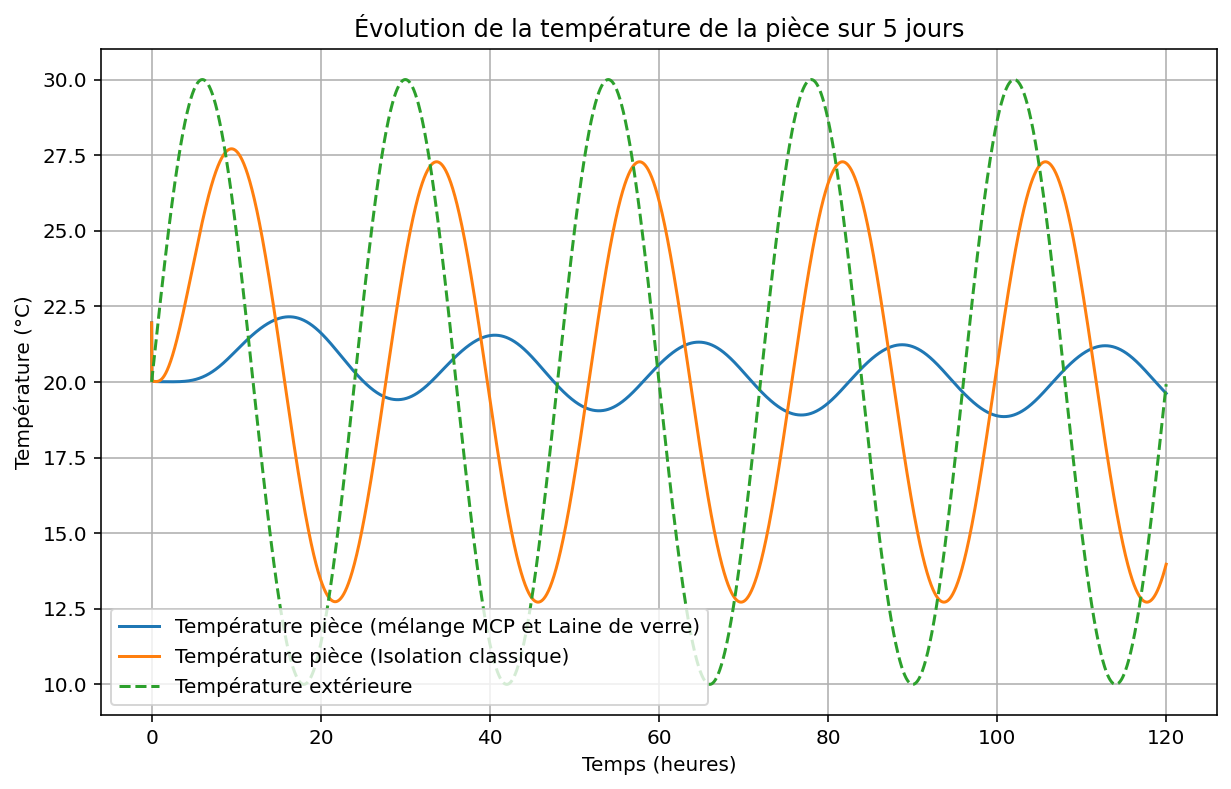 Évolution de la température de la pièce sur 5 jours
Température (°C)
30.0
27.5
25.0
22.5
20.0
17.5
15.0
12.5
10.0
Température pièce (mélange MCP et Laine de verre)
Température pièce (Isolation classique)
Température extérieure
0 20 40 60 80 100 120
Temps (heures)